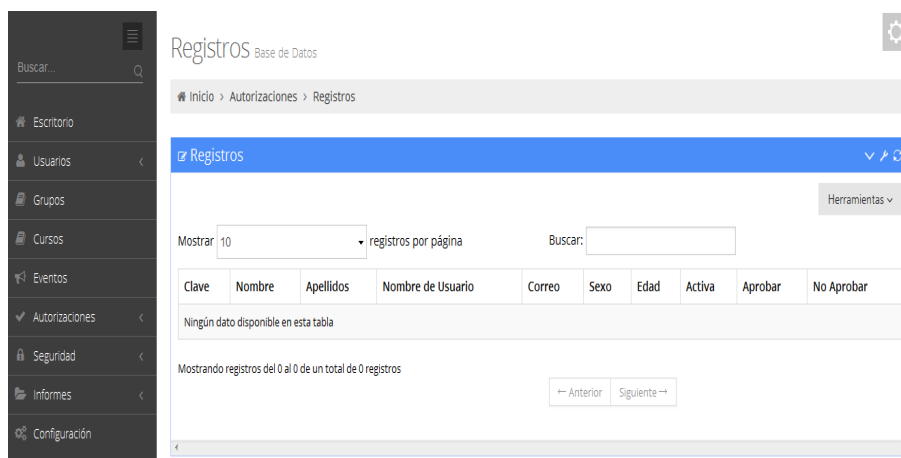 Buscar...
Escritorio
Usuarios
Grupos
Cursos
Eventos
Autorizaciones
Seguridad
Informes
Configuración
Registros Base de Datos
Inicio > Autorizaciones > Registros
Registros
Herramientas
Mostrar 10 registros por página Buscar:
Clave Nombre Apellidos Nombre de Usuario Correo Sexo Edad Activa Aprobar No Aprobar
Ningún dato disponible en esta tabla
Mostrando registros del 0 al 0 de un total de 0 registros
← Anterior Siguiente →